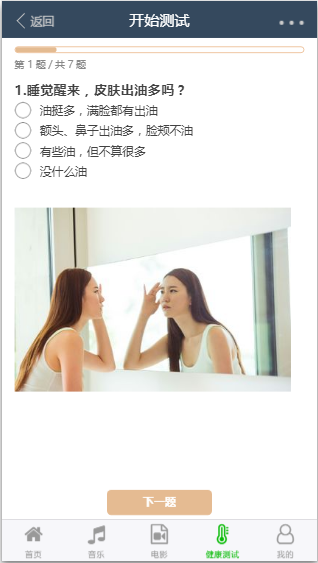 返回 开始测试
第1题/共7题
1.睡觉醒来，皮肤出油多吗？
油挺多，满脸都有出油
额头、鼻子出油多，脸颊不油
有些油，但不算很多
没什么油
下一题
首页 音乐 电影 健康测试 我的